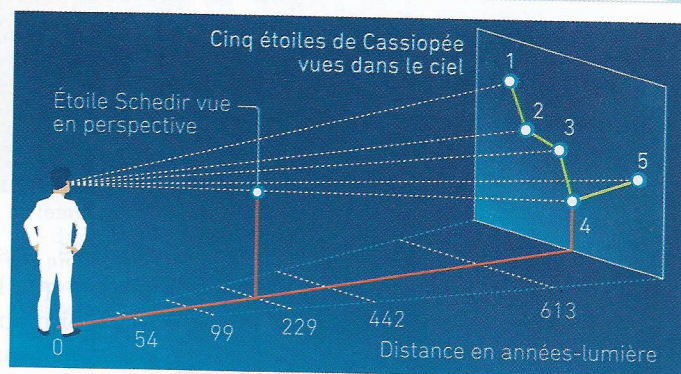 Cinq étoiles de Cassiopée
vues dans le ciel
Étoile Schedir vue
en perspective
1
2
3
5
4
0
54
99
229
442
613
Distance en années-lumière